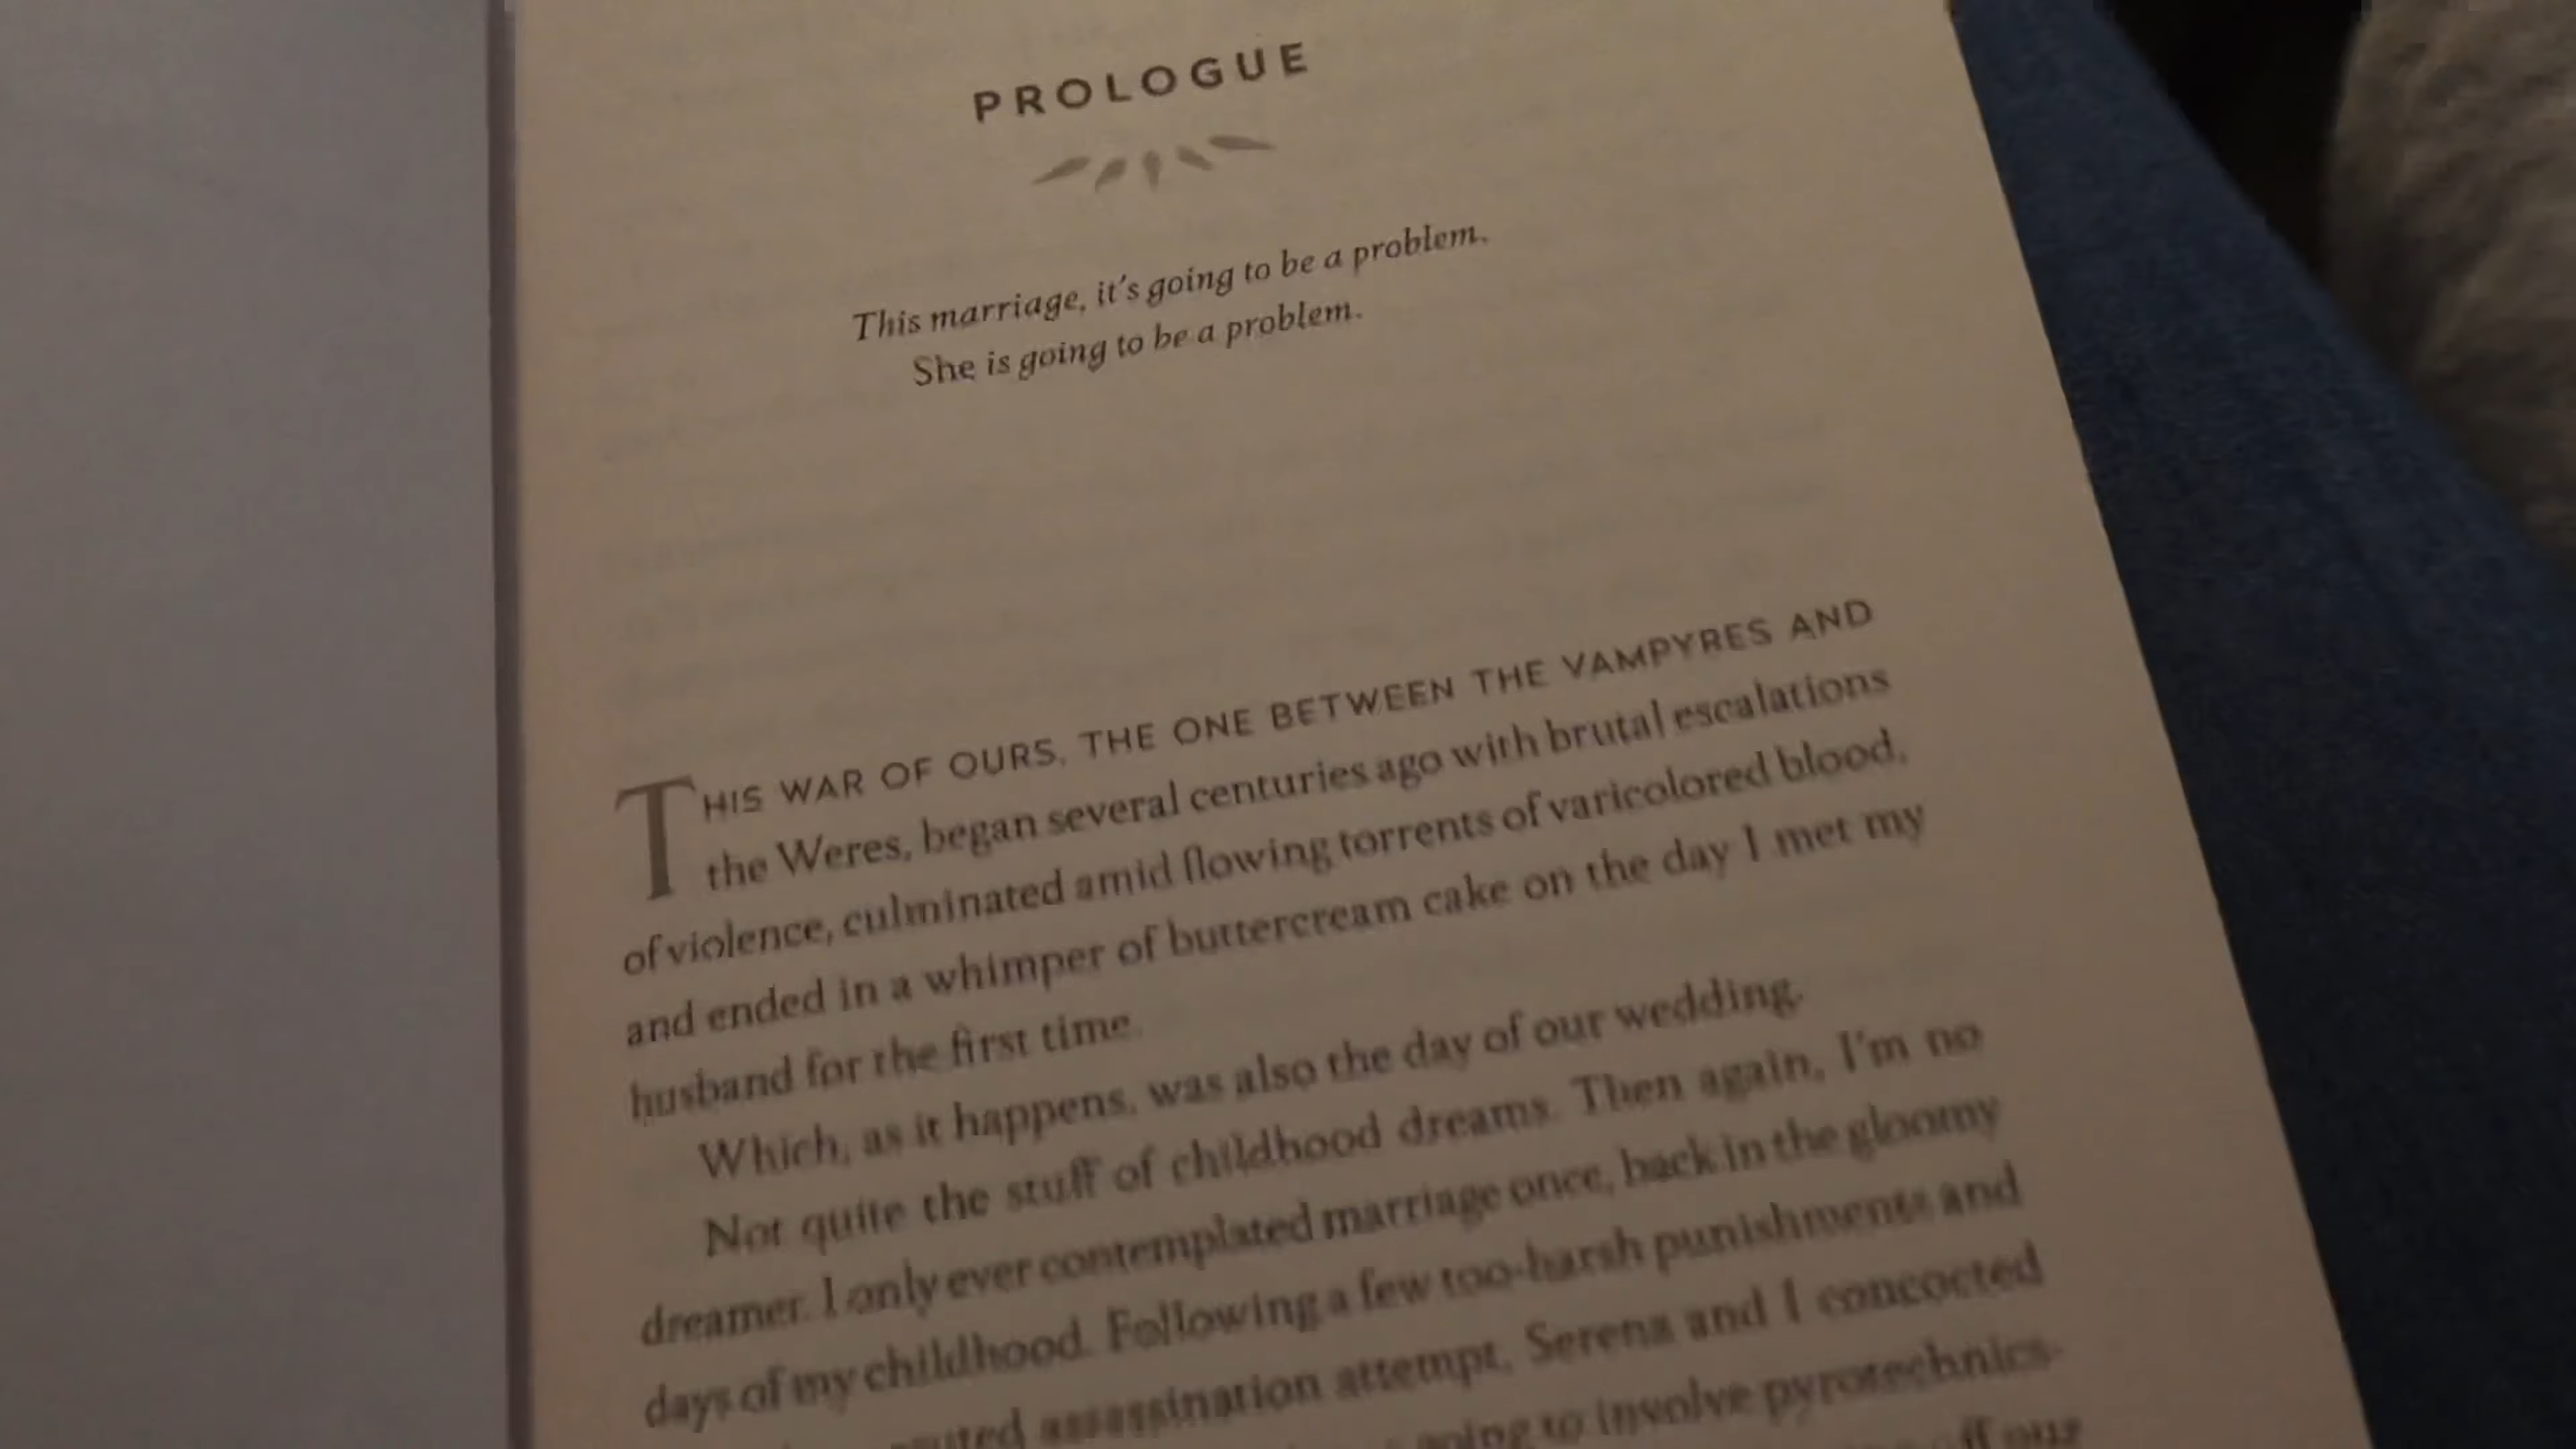 PROLOGUE
This marriage, it's going to be a problem.
She is going to be a problem.
THIS WAR OF OURS, THE ONE BETWEEN THE VAMPYRES AND
the Weres, began several centuries ago with brutal escalations
of violence, culminated amid flowing torrents of varicolored blood,
and ended in a whimper of buttercream cake on the day I met my
husband for the first time.
Which, as it happens, was also the day of our wedding.
Not quite the stuff of childhood dreams. Then again, I'm no
dreamer. I only ever contemplated marriage once, back in the gloomy
days of my childhood. Following a few too-harsh punishments and
assassination attempt, Serena and I concocted
going to involve pyrotechnics
off our